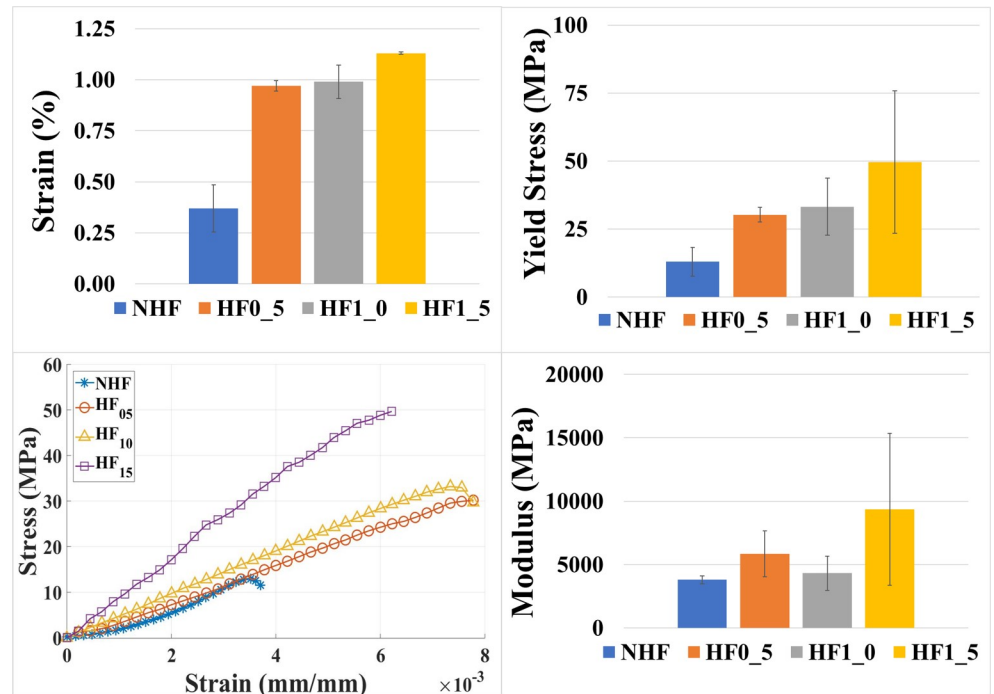 1.25
1.00
0.75
0.50
0.25
0.00
Strain (%)
NHF HF0_5 HF1_0 HF1_5
100
75
50
25
0
Yield Stress (MPa)
NHF HF0_5 HF1_0 HF1_5
60
50
40
30
20
10
0
Stress (MPa)
NHF
HF05
HF10
HF15
0 2 4 6 8
Strain (mm/mm) ×10-3
20000
15000
10000
5000
0
Modulus (MPa)
NHF HF0_5 HF1_0 HF1_5